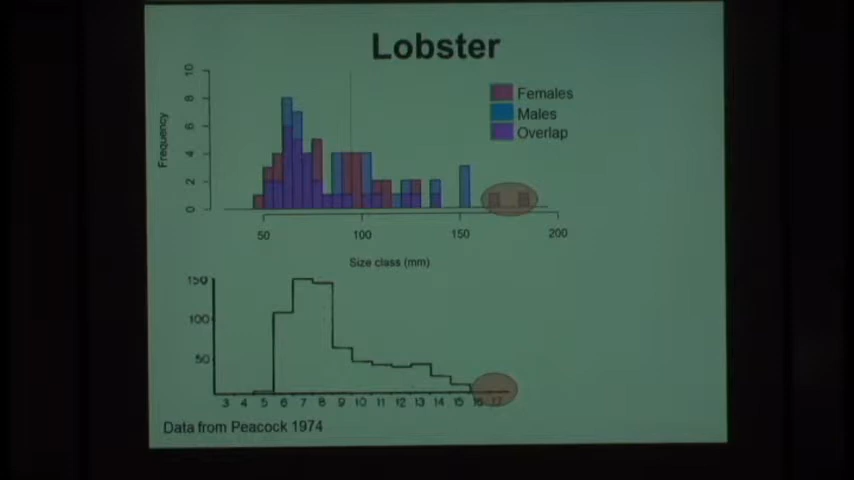 Lobster
Females
Males
Overlap
Frequency
0 2 4 6 8 10
50 100 150 200
Size class (mm)
150
100
50
3 4 5 6 7 8 9 10 11 12 13 14 15 16 17
Data from Peacock 1974